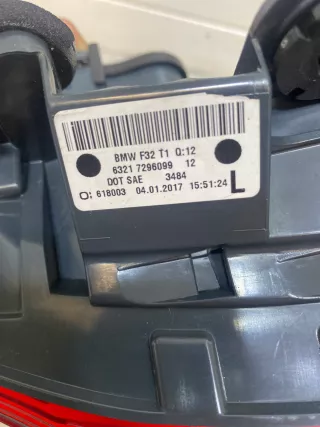 BMW F32 T1 Q:12
6321 7296099 12
DOT SAE 3484
O: 618003 04.01.2017 15:51:24 L